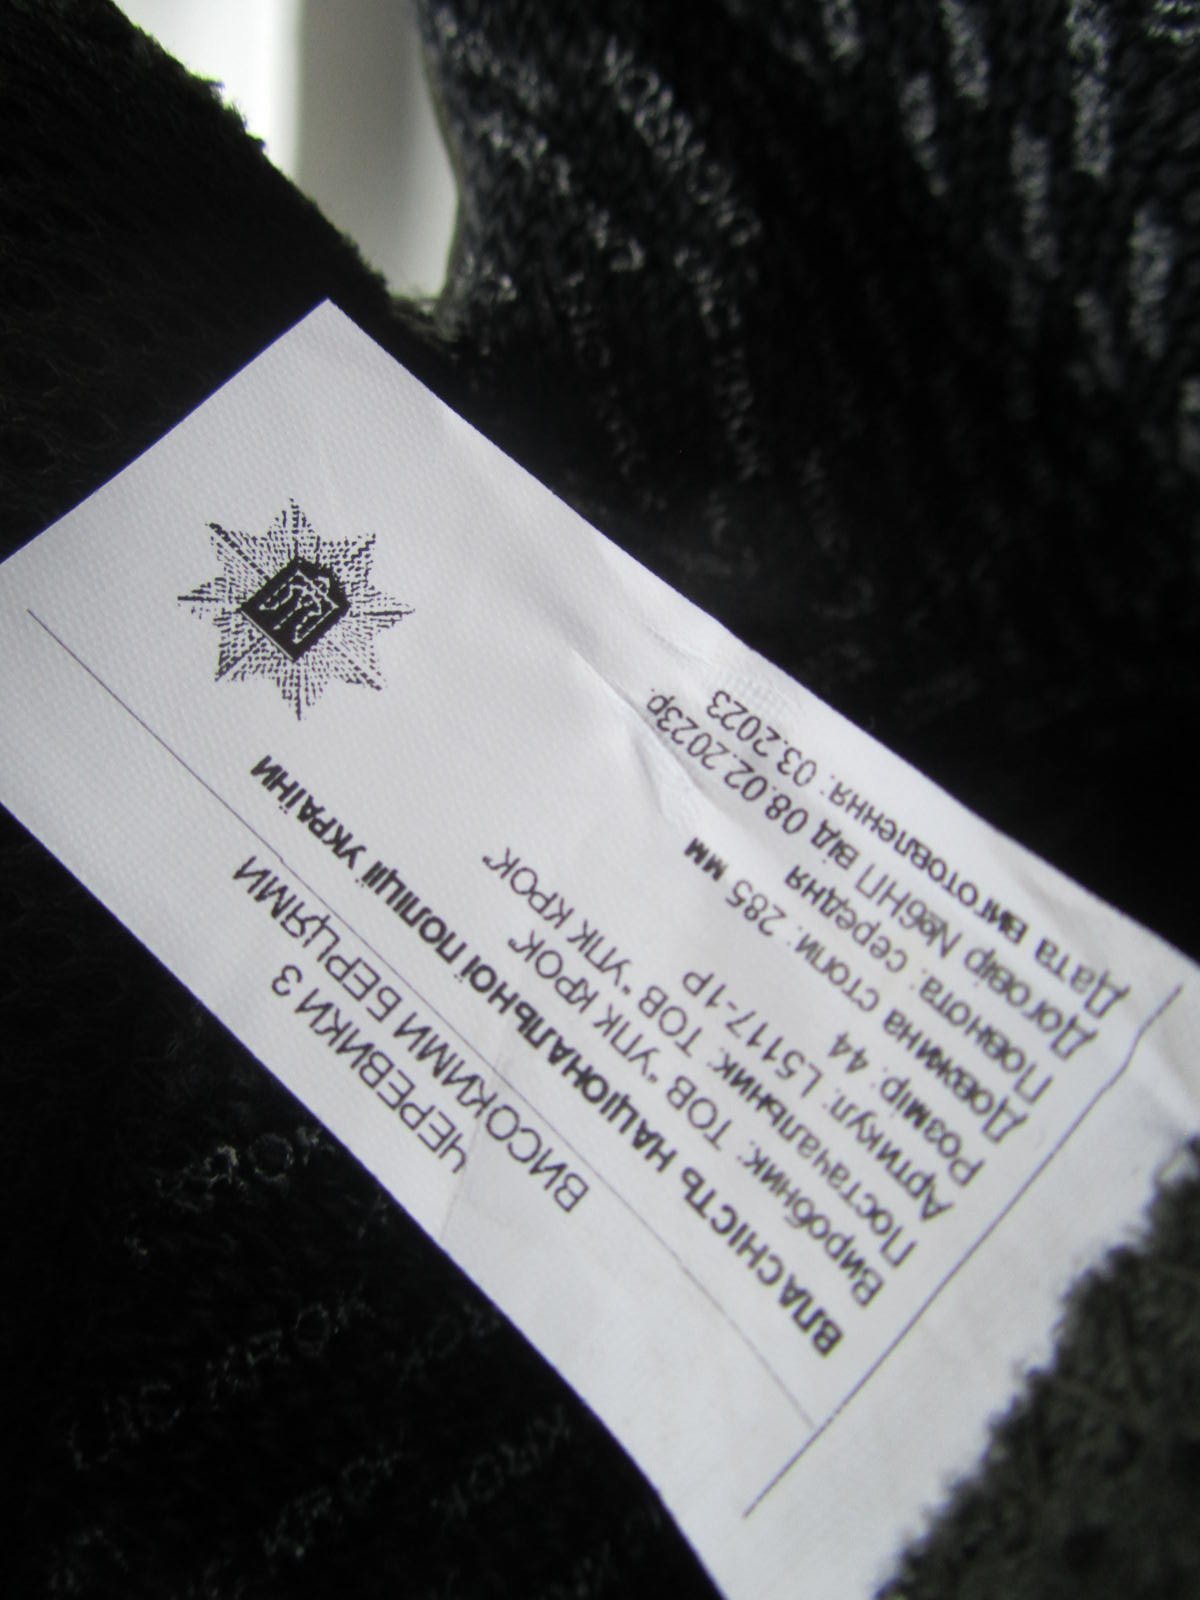 ЧЕРЕВИКИ З
ВИСОКИМИ БЕРЦЯМИ
ВЛАСНІСТЬ НАЦІОНАЛЬНОЇ ПОЛІЦІЇ УКРАЇНИ
Виробник: ТОВ "УПК КРОК"
Постачальник: ТОВ "УПК КРОК"
Артикул: L5117-1P
Розмір: 44
Довжина стопи: 285 мм
Повнота: середня
Договір №6НП від 08.02.2023р.
Дата виготовлення: 03.2023